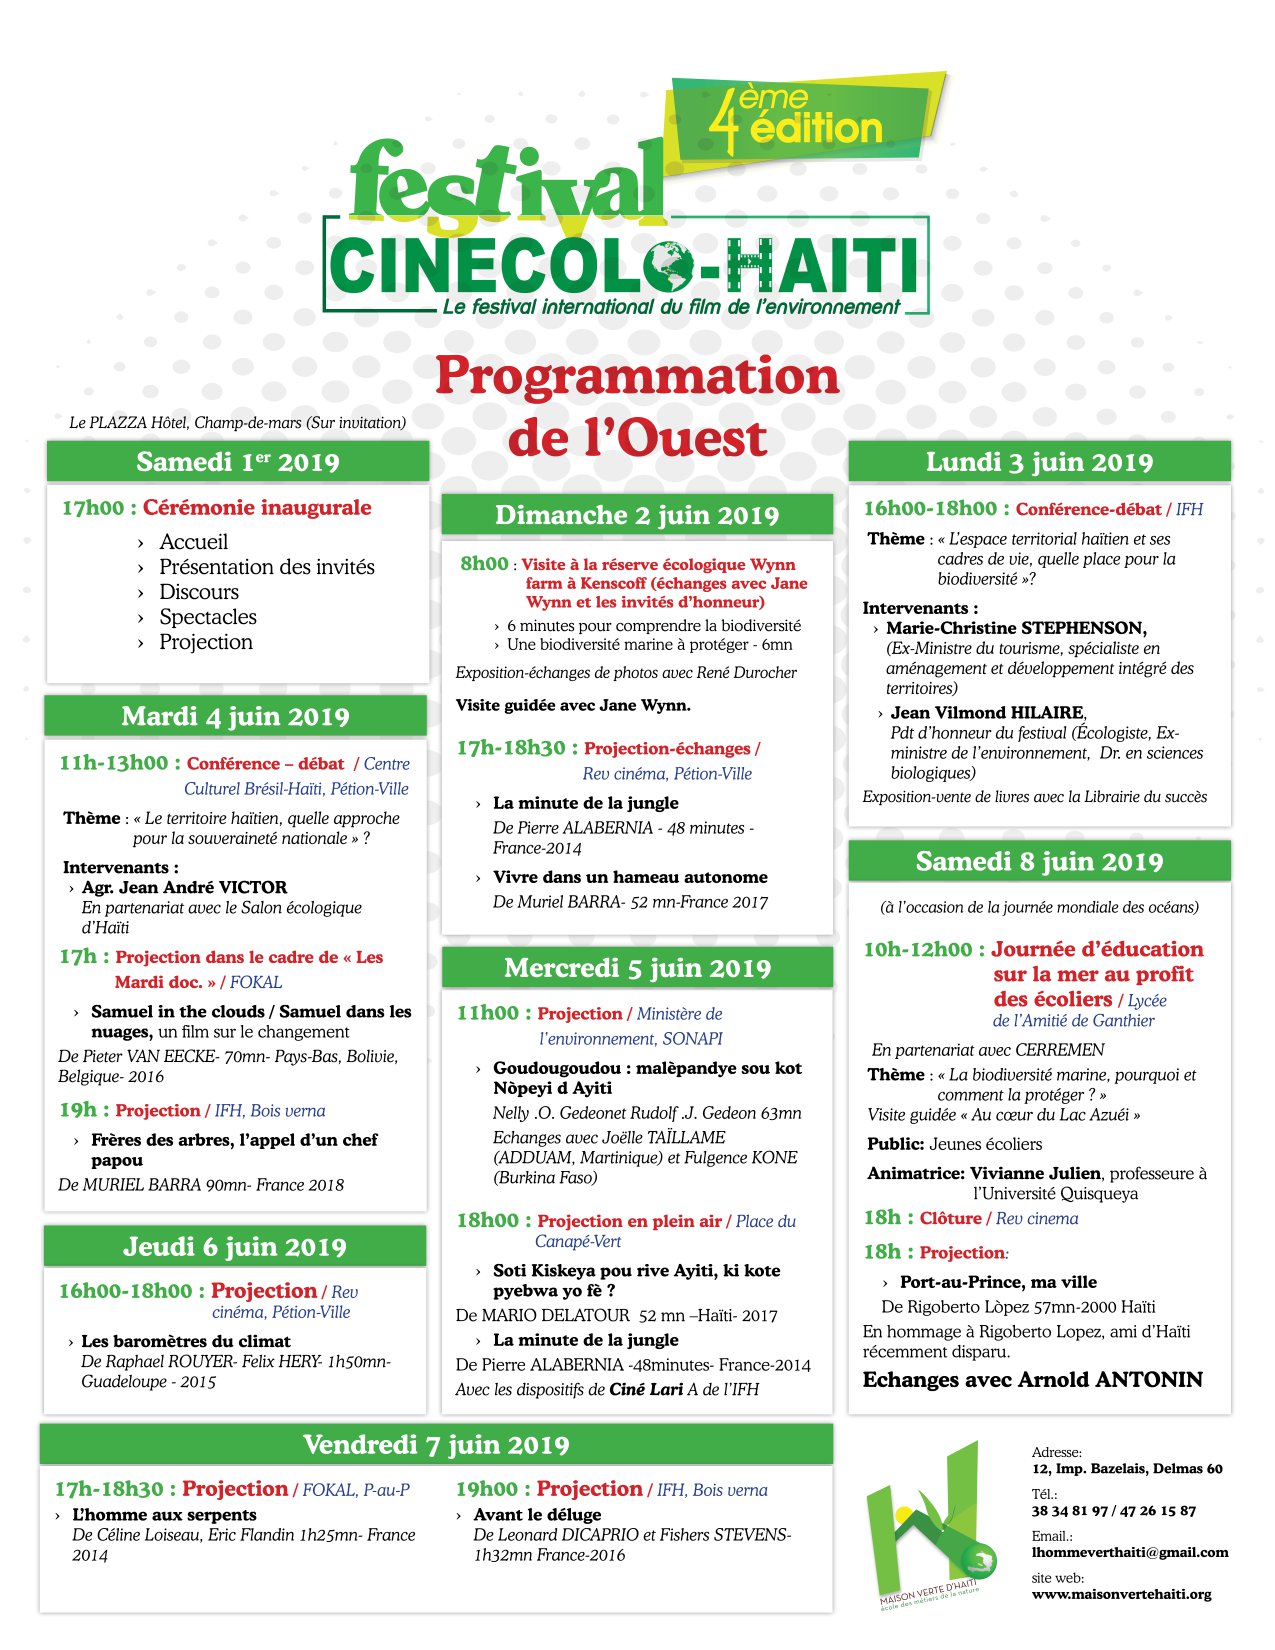 4ème édition
festival
CINECOLO-HAITI
Le festival international du film de l'environnement
Programmation
de l'Ouest
Le PLAZZA Hôtel, Champ-de-mars (Sur invitation)
Samedi 1er 2019
17h00 : Cérémonie inaugurale
› Accueil
› Présentation des invités
› Discours
› Spectacles
› Projection
Dimanche 2 juin 2019
8h00 : Visite à la réserve écologique Wynn
farm à Kenscoff (échanges avec Jane
Wynn et les invités d'honneur)
› 6 minutes pour comprendre la biodiversité
› Une biodiversité marine à protéger - 6mn
Exposition-échanges de photos avec René Durocher
Visite guidée avec Jane Wynn.
17h-18h30 : Projection-échanges /
Rev cinéma, Pétion-Ville
› La minute de la jungle
De Pierre ALABERNIA - 48 minutes -
France-2014
› Vivre dans un hameau autonome
De Muriel BARRA- 52 mn-France 2017
Lundi 3 juin 2019
16h00-18h00 : Conférence-débat / IFH
Thème : « L'espace territorial haïtien et ses
cadres de vie, quelle place pour la
biodiversité »?
Intervenants :
› Marie-Christine STEPHENSON,
(Ex-Ministre du tourisme, spécialiste en
aménagement et développement intégré des
territoires)
› Jean Vilmond HILAIRE,
Pdt d'honneur du festival (Écologiste, Ex-
ministre de l'environnement, Dr. en sciences
biologiques)
Exposition-vente de livres avec la Librairie du succès
Mardi 4 juin 2019
11h-13h00 : Conférence – débat / Centre
Culturel Brésil-Haïti, Pétion-Ville
Thème : « Le territoire haïtien, quelle approche
pour la souveraineté nationale » ?
Intervenants :
› Agr. Jean André VICTOR
En partenariat avec le Salon écologique
d'Haïti
17h : Projection dans le cadre de « Les
Mardi doc. » / FOKAL
› Samuel in the clouds / Samuel dans les
nuages, un film sur le changement
De Pieter VAN EECKE- 70mn- Pays-Bas, Bolivie,
Belgique- 2016
19h : Projection / IFH, Bois verna
› Frères des arbres, l'appel d'un chef
papou
De MURIEL BARRA 90mn- France 2018
Mercredi 5 juin 2019
11h00 : Projection / Ministère de
l'environnement, SONAPI
› Goudougoudou : malèpandye sou kot
Nòpeyi d Ayiti
Nelly .O. Gedeonet Rudolf .J. Gedeon 63mn
Echanges avec Joëlle TAÏLLAME
(ADDUAM, Martinique) et Fulgence KONE
(Burkina Faso)
18h00 : Projection en plein air / Place du
Canapé-Vert
› Soti Kiskeya pou rive Ayiti, ki kote
pyebwa yo fè ?
De MARIO DELATOUR 52 mn –Haïti- 2017
› La minute de la jungle
De Pierre ALABERNIA -48minutes- France-2014
Avec les dispositifs de Ciné Lari A de l'IFH
Jeudi 6 juin 2019
16h00-18h00 : Projection / Rev
cinéma, Pétion-Ville
› Les baromètres du climat
De Raphael ROUYER- Felix HERY- 1h50mn-
Guadeloupe - 2015
Vendredi 7 juin 2019
17h-18h30 : Projection / FOKAL, P-au-P
› L'homme aux serpents
De Céline Loiseau, Eric Flandin 1h25mn- France
2014
19h00 : Projection / IFH, Bois verna
› Avant le déluge
De Leonard DICAPRIO et Fishers STEVENS-
1h32mn France-2016
Samedi 8 juin 2019
(à l'occasion de la journée mondiale des océans)
10h-12h00 : Journée d'éducation
sur la mer au profit
des écoliers / Lycée
de l'Amitié de Ganthier
En partenariat avec CERREMEN
Thème : « La biodiversité marine, pourquoi et
comment la protéger ? »
Visite guidée « Au cœur du Lac Azuéi »
Public: Jeunes écoliers
Animatrice: Vivianne Julien, professeure à
l'Université Quisqueya
18h : Clôture / Rev cinema
18h : Projection:
› Port-au-Prince, ma ville
De Rigoberto Lòpez 57mn-2000 Haïti
En hommage à Rigoberto Lopez, ami d'Haïti
récemment disparu.
Echanges avec Arnold ANTONIN
MAISON VERTE D'HAITI
école des métiers de la nature
Adresse:
12, Imp. Bazelais, Delmas 60
Tél.:
38 34 81 97 / 47 26 15 87
Email.:
lhommeverthaiti@gmail.com
site web:
www.maisonvertehaiti.org